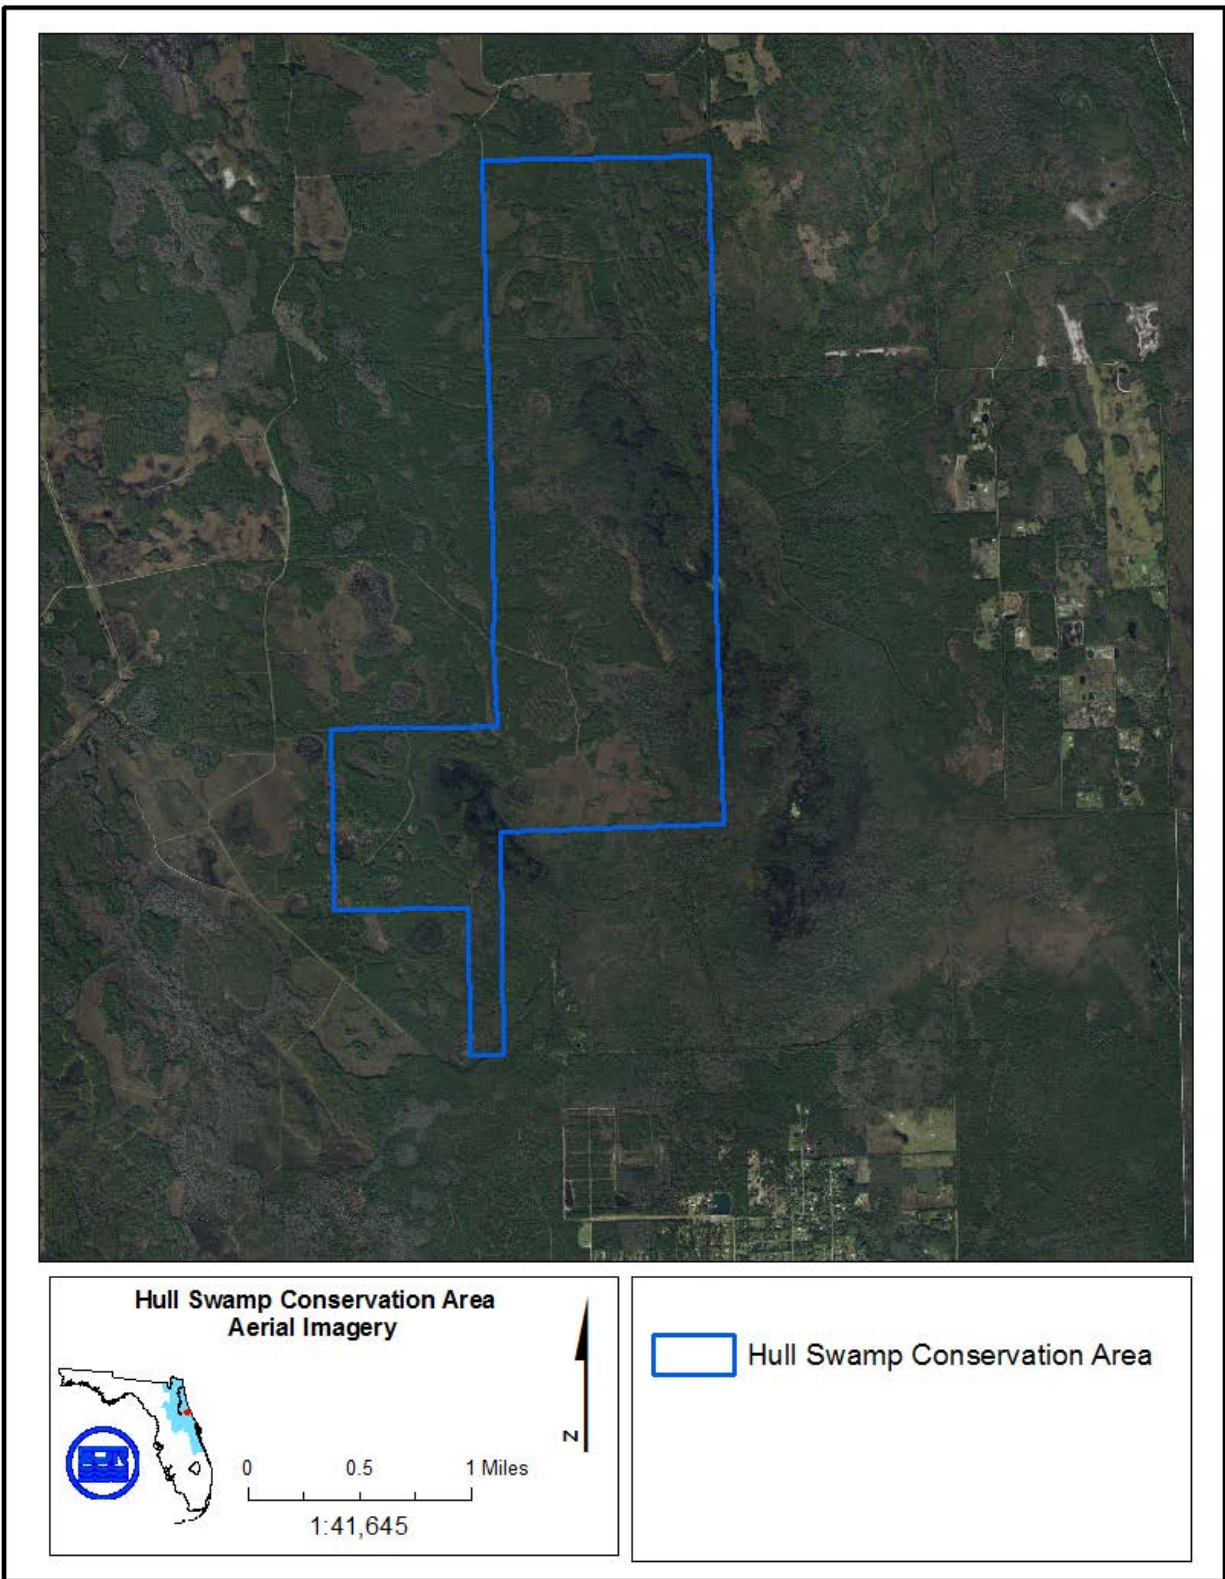 Hull Swamp Conservation Area
Aerial Imagery
N
0 0.5 1 Miles
1:41,645
Hull Swamp Conservation Area